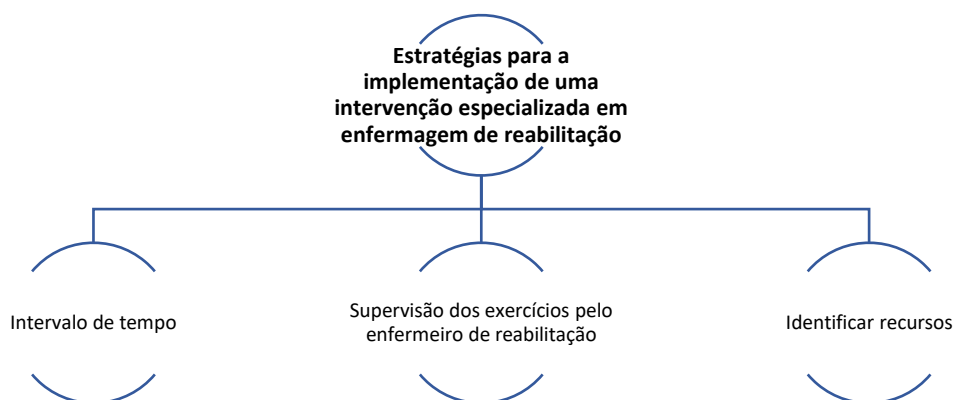 Estratégias para a
implementação de uma
intervenção especializada em
enfermagem de reabilitação
Intervalo de tempo
Supervisão dos exercícios pelo
enfermeiro de reabilitação
Identificar recursos